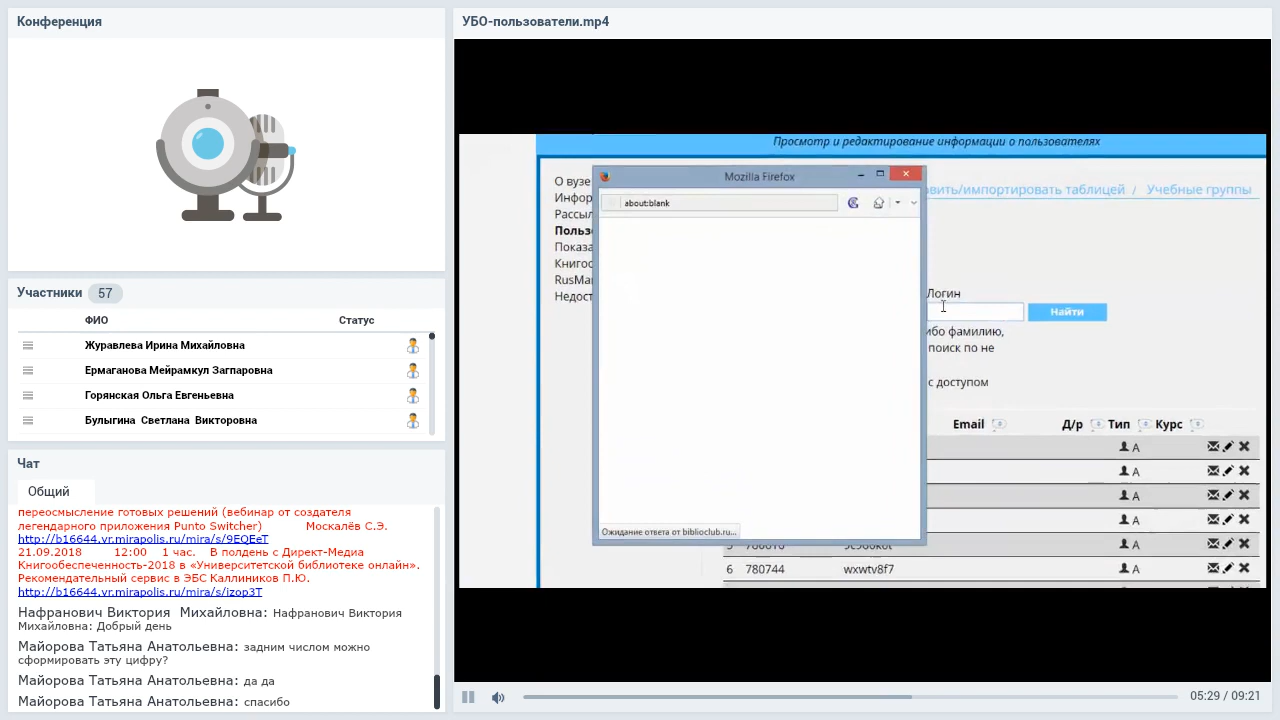 Конференция
УБО-пользователи.mp4
Просмотр и редактирование информации о пользователях
Mozilla Firefox
about:blank
О вузе
Инфор
Рассыл
Польз
Показа
Книгос
RusMa
Недост
вить/импортировать таблицей / Учебные группы
Логин
Найти
ибо фамилию,
поиск по не
с доступом
Email Д/р Тип Курс
A
A
A
A
A
6 780744 wxwtv8f7 A
Ожидание ответа от biblioclub.ru...
Участники 57
ФИО Статус
Журавлева Ирина Михайловна
Ермаганова Мейрамкул Загпаровна
Горянская Ольга Евгеньевна
Булыгина Светлана Викторовна
Чат
Общий
переосмысление готовых решений (вебинар от создателя
легендарного приложения Punto Switcher) Москалёв С.Э.
http://b16644.vr.mirapolis.ru/mira/s/9EQEeT
21.09.2018 12:00 1 час. В полдень с Директ-Медиа
Книгообеспеченность-2018 в «Университетской библиотеке онлайн».
Рекомендательный сервис в ЭБС Каллиников П.Ю.
http://b16644.vr.mirapolis.ru/mira/s/izop3T
Нафранович Виктория Михайловна: Нафранович Виктория
Михайловна: Добрый день
Майорова Татьяна Анатольевна: задним числом можно
сформировать эту цифру?
Майорова Татьяна Анатольевна: да да
Майорова Татьяна Анатольевна: спасибо
05:29 / 09:21